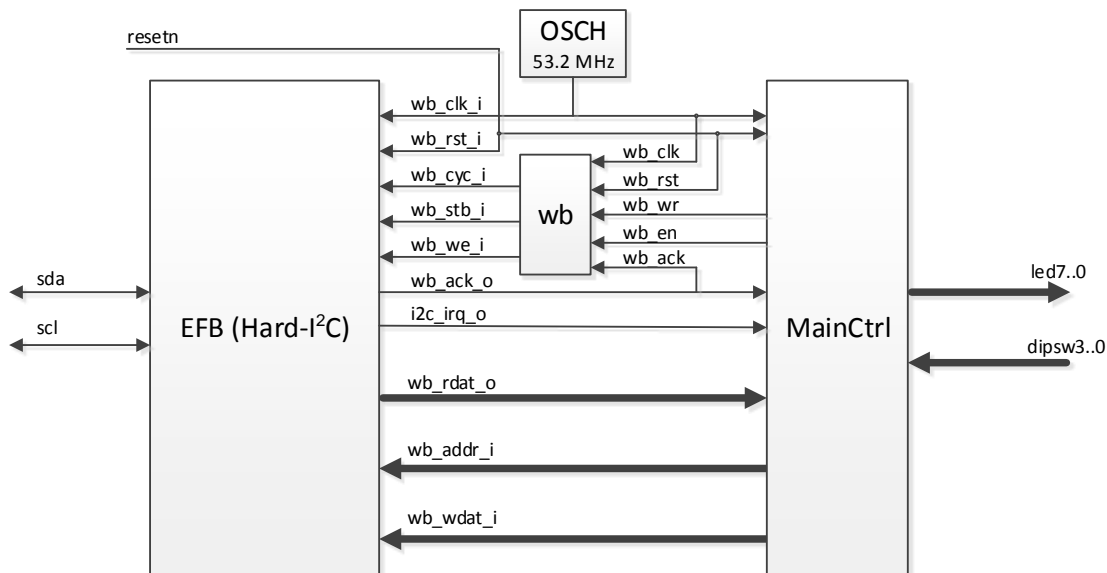 resetn
OSCH
53.2 MHz
wb_clk_i
wb_rst_i
wb_clk
wb_cyc_i
wb_rst
wb_stb_i
wb
wb_wr
wb_we_i
wb_en
wb_ack
sda
wb_ack_o
led7..0
scl
EFB (Hard-I²C)
i2c_irq_o
MainCtrl
dipsw3..0
wb_rdat_o
wb_addr_i
wb_wdat_i